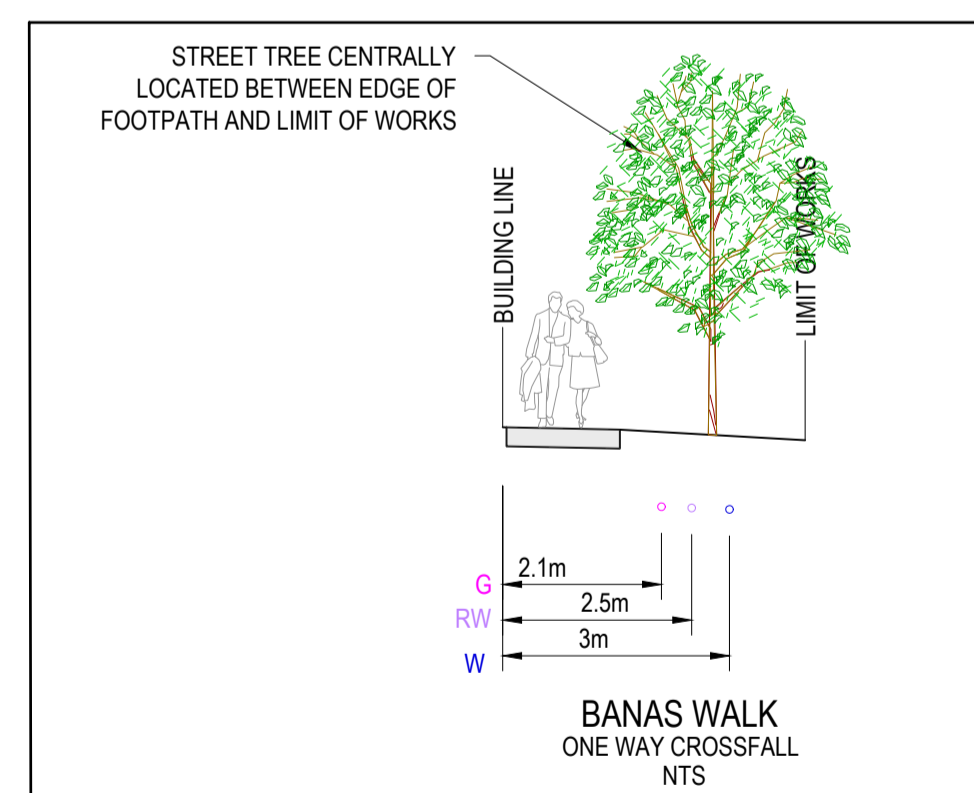 STREET TREE CENTRALLY
LOCATED BETWEEN EDGE OF
FOOTPATH AND LIMIT OF WORKS
BUILDING LINE
LIMIT OF WORKS
G 2.1m
RW 2.5m
W 3m
BANAS WALK
ONE WAY CROSSFALL
NTS